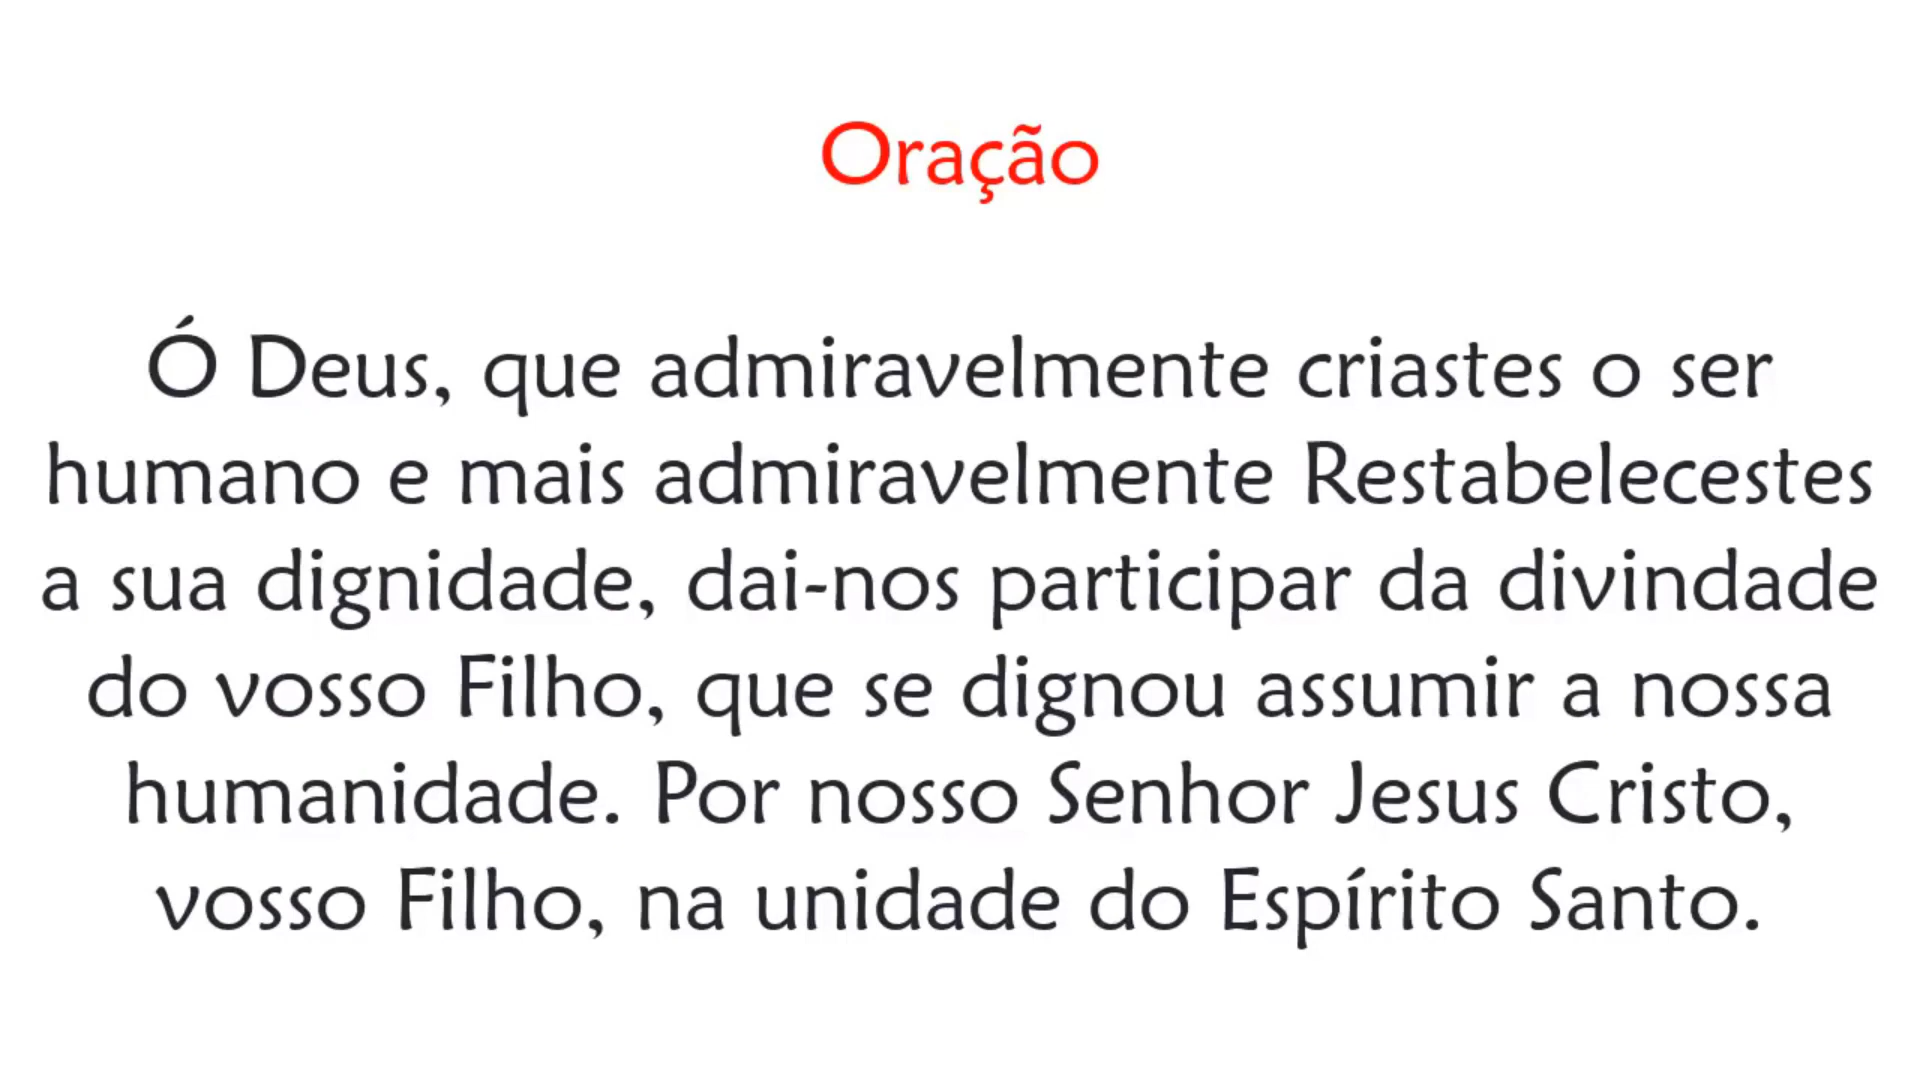 Oração
Ó Deus, que admiravelmente criastes o ser
humano e mais admiravelmente Restabelecestes
a sua dignidade, dai-nos participar da divindade
do vosso Filho, que se dignou assumir a nossa
humanidade. Por nosso Senhor Jesus Cristo,
vosso Filho, na unidade do Espírito Santo.